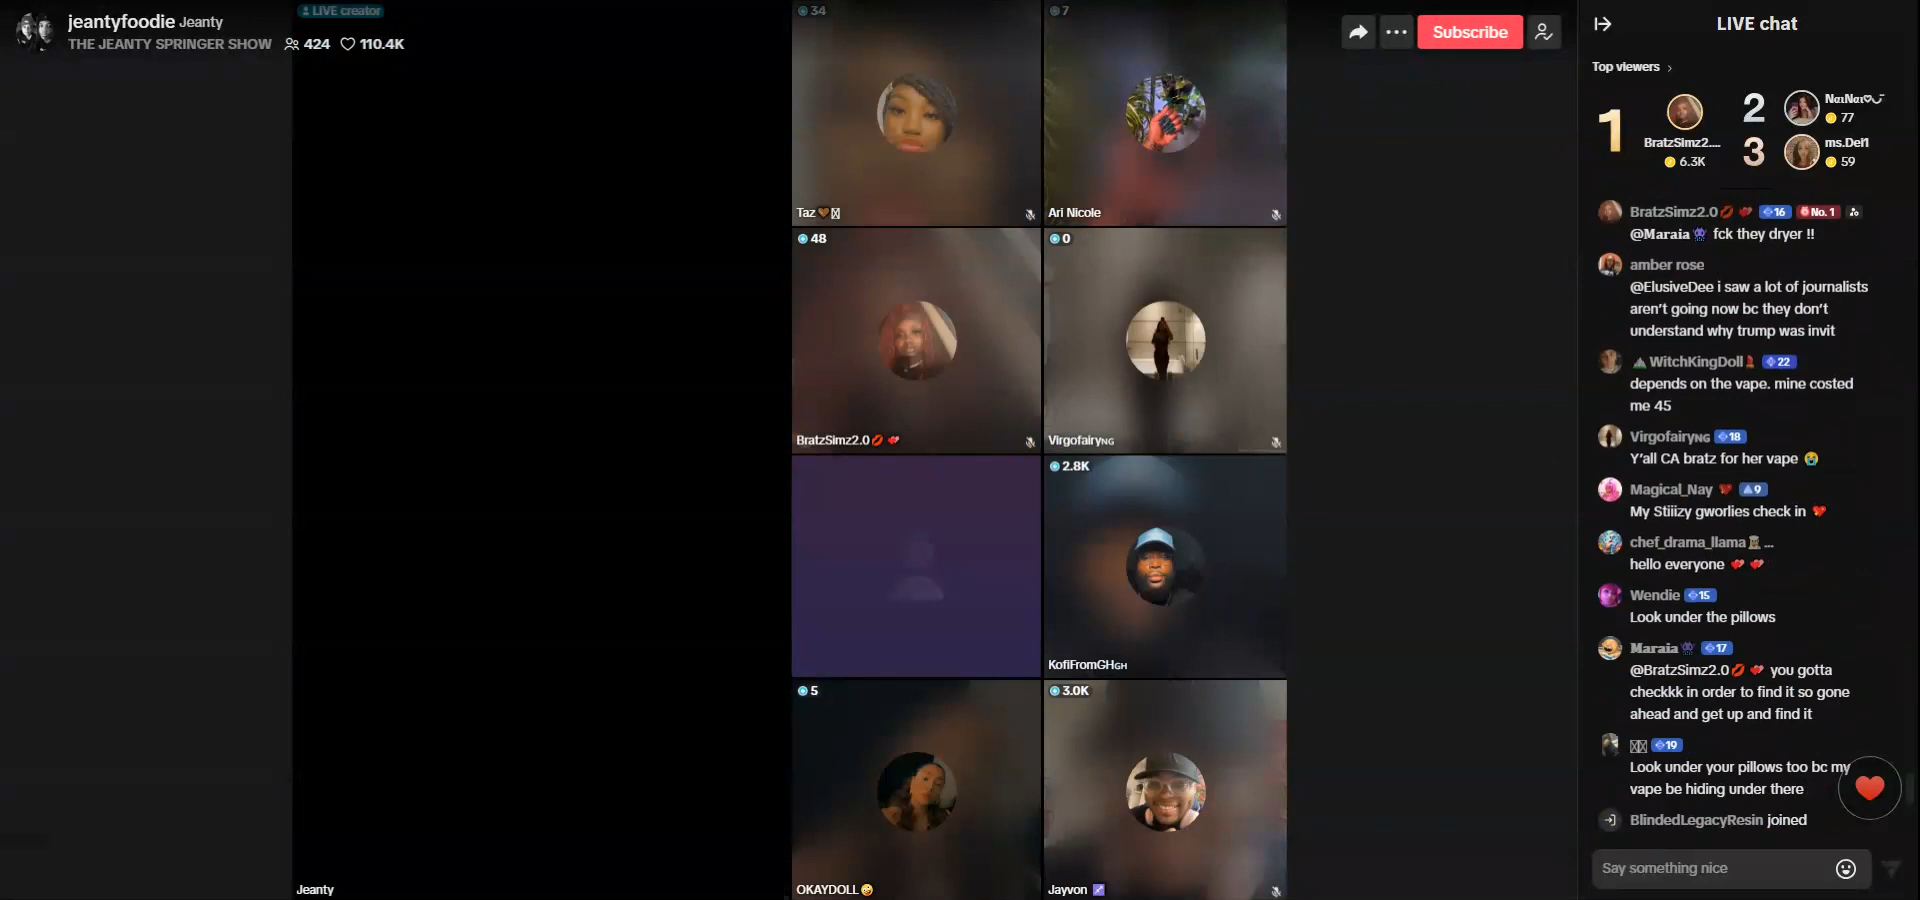 jeantyfoodie Jeanty
THE JEANTY SPRINGER SHOW 424 110.4K
LIVE creator
34
7
Subscribe
Taz
Ari Nicole
48
0
BratzSimz2.0💋 💕
VirgofairyNG
2.8K
KofiFromGHGH
5
3.0K
Jeanty
OKAYDOLL
Jayvon
LIVE chat
Top viewers >
1
BratzSimz2....
6.3K
2
NαιNαι♡
77
3
ms.Del1
59
BratzSimz2.0💋 💕 16 No. 1
@Maraia👾 fck they dryer !!
amber rose
@ElusiveDee i saw a lot of journalists
aren't going now bc they don't
understand why trump was invit
WitchKingDoll 22
depends on the vape. mine costed
me 45
VirgofairyNG 18
Y'all CA bratz for her vape 😭
Magical_Nay 9
My Stiiizy gworlies check in 💖
chef_drama_llama ...
hello everyone 💕 💕
Wendie 15
Look under the pillows
Maraia👾 17
@BratzSimz2.0💋 💕 you gotta
checkkk in order to find it so gone
ahead and get up and find it
19
Look under your pillows too bc my
vape be hiding under there
BlindedLegacyResin joined
Say something nice